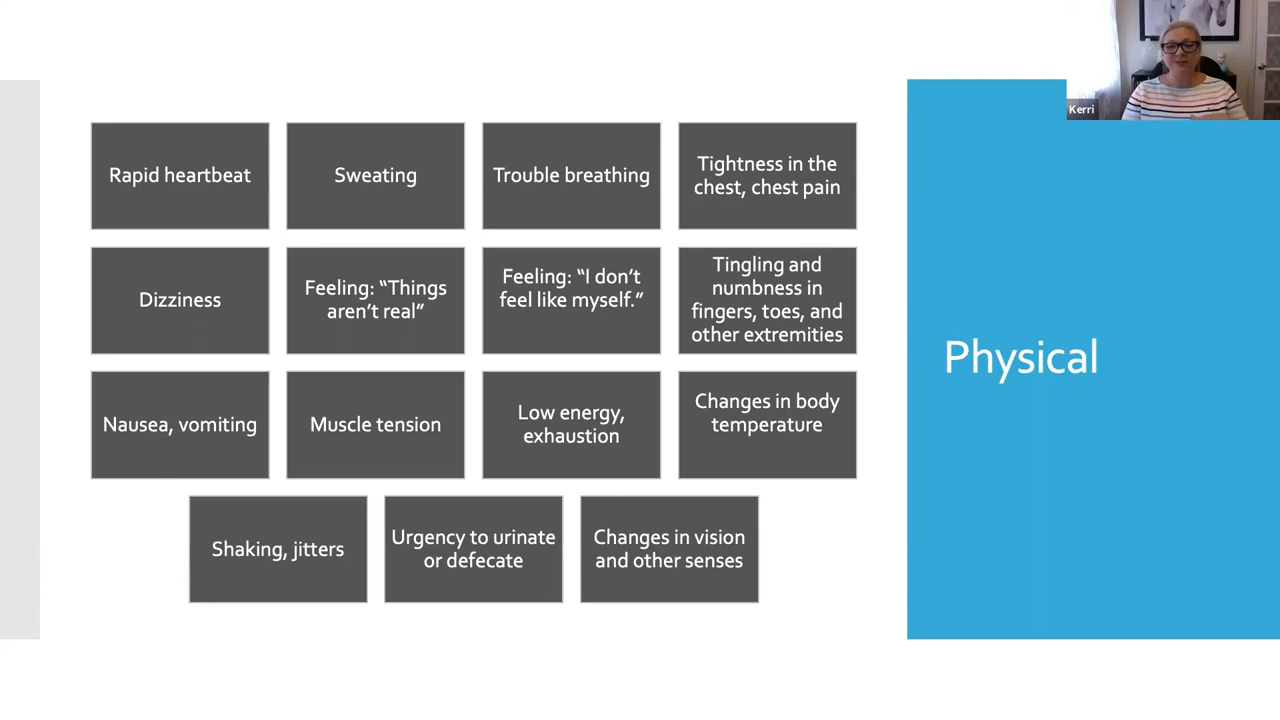 Kerri
Rapid heartbeat
Sweating
Trouble breathing
Tightness in the
chest, chest pain
Dizziness
Feeling: “Things
aren’t real”
Feeling: “I don’t
feel like myself.”
Tingling and
numbness in
fingers, toes, and
other extremities
Nausea, vomiting
Muscle tension
Low energy,
exhaustion
Changes in body
temperature
Shaking, jitters
Urgency to urinate
or defecate
Changes in vision
and other senses
Physical